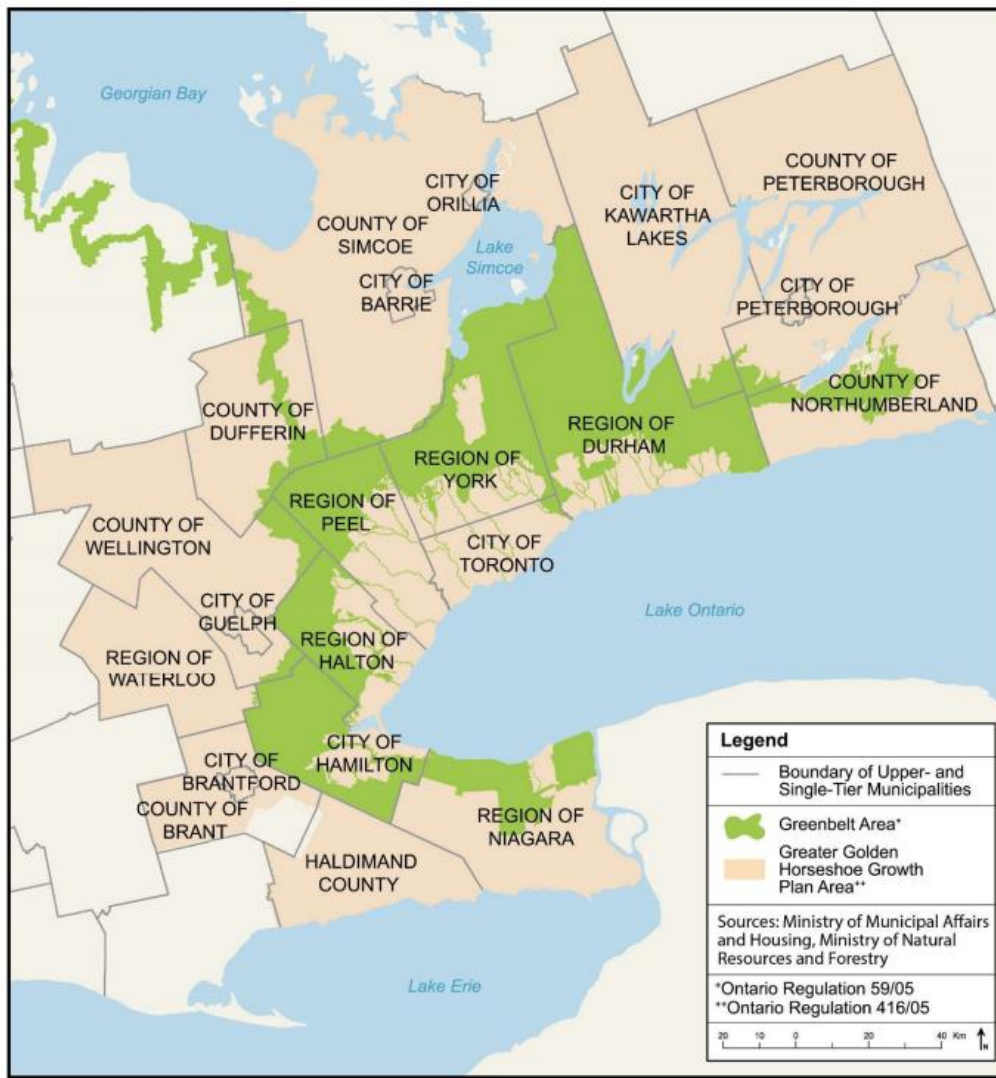 Georgian Bay
CITY OF
ORILLIA
COUNTY OF
SIMCOE
Lake
Simcoe
CITY OF
BARRIE
CITY OF
KAWARTHA
LAKES
COUNTY OF
PETERBOROUGH
CITY OF
PETERBOROUGH
COUNTY OF
NORTHUMBERLAND
COUNTY OF
DUFFERIN
REGION OF
DURHAM
REGION OF
YORK
REGION OF
PEEL
COUNTY OF
WELLINGTON
CITY OF
TORONTO
CITY OF
GUELPH
Lake Ontario
REGION OF
HALTON
REGION OF
WATERLOO
CITY OF
HAMILTON
CITY OF
BRANTFORD
COUNTY OF
BRANT
REGION OF
NIAGARA
HALDIMAND
COUNTY
Lake Erie
Legend
Boundary of Upper- and
Single-Tier Municipalities
Greenbelt Area+
Greater Golden
Horseshoe Growth
Plan Area++
Sources: Ministry of Municipal Affairs
and Housing, Ministry of Natural
Resources and Forestry
+Ontario Regulation 59/05
++Ontario Regulation 416/05
20 10 0 20 40 Km
N